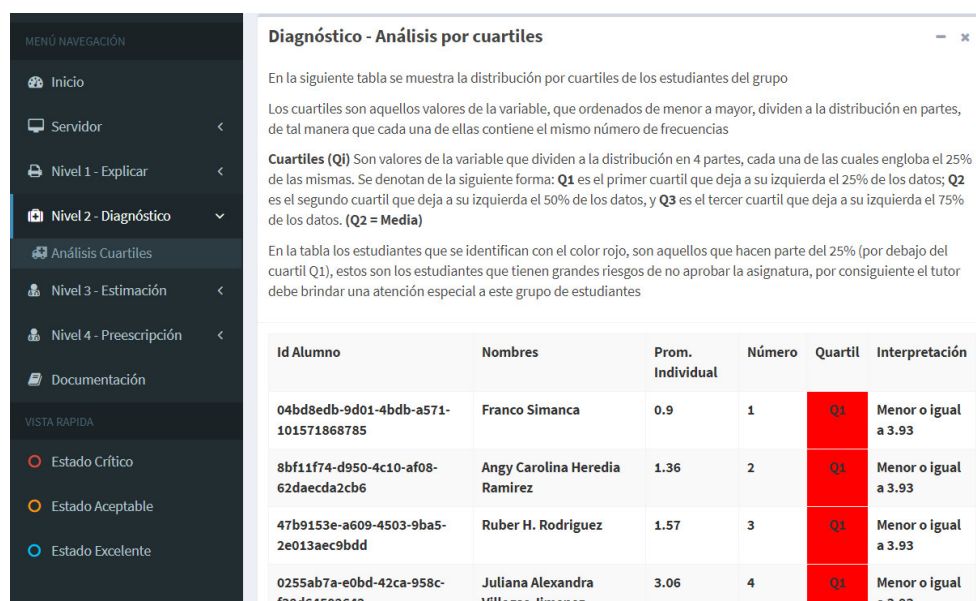 MENÚ NAVEGACIÓN
Inicio
Servidor
Nivel 1 - Explicar
Nivel 2 - Diagnóstico
Análisis Cuartiles
Nivel 3 - Estimación
Nivel 4 - Preescripción
Documentación
VISTA RAPIDA
Estado Crítico
Estado Aceptable
Estado Excelente
Diagnóstico - Análisis por cuartiles
En la siguiente tabla se muestra la distribución por cuartiles de los estudiantes del grupo
Los cuartiles son aquellos valores de la variable, que ordenados de menor a mayor, dividen a la distribución en partes,
de tal manera que cada una de ellas contiene el mismo número de frecuencias
Cuartiles (Qi) Son valores de la variable que dividen a la distribución en 4 partes, cada una de las cuales engloba el 25%
de las mismas. Se denotan de la siguiente forma: Q1 es el primer cuartil que deja a su izquierda el 25% de los datos; Q2
es el segundo cuartil que deja a su izquierda el 50% de los datos, y Q3 es el tercer cuartil que deja a su izquierda el 75%
de los datos. (Q2 = Media)
En la tabla los estudiantes que se identifican con el color rojo, son aquellos que hacen parte del 25% (por debajo del
cuartil Q1), estos son los estudiantes que tienen grandes riesgos de no aprobar la asignatura, por consiguiente el tutor
debe brindar una atención especial a este grupo de estudiantes
Id Alumno Nombres Prom. Número Quartil Interpretación
Individual
04bd8edb-9d01-4bdb-a571- Franco Simanca 0.9 1 Q1 Menor o igual
101571868785 a 3.93
8bf11f74-d950-4c10-af08- Angy Carolina Heredia 1.36 2 Q1 Menor o igual
62daecda2cb6 Ramirez a 3.93
47b9153e-a609-4503-9ba5- Ruber H. Rodriguez 1.57 3 Q1 Menor o igual
2e013aec9bdd a 3.93
0255ab7a-e0bd-42ca-958c- Juliana Alexandra 3.06 4 Q1 Menor o igual